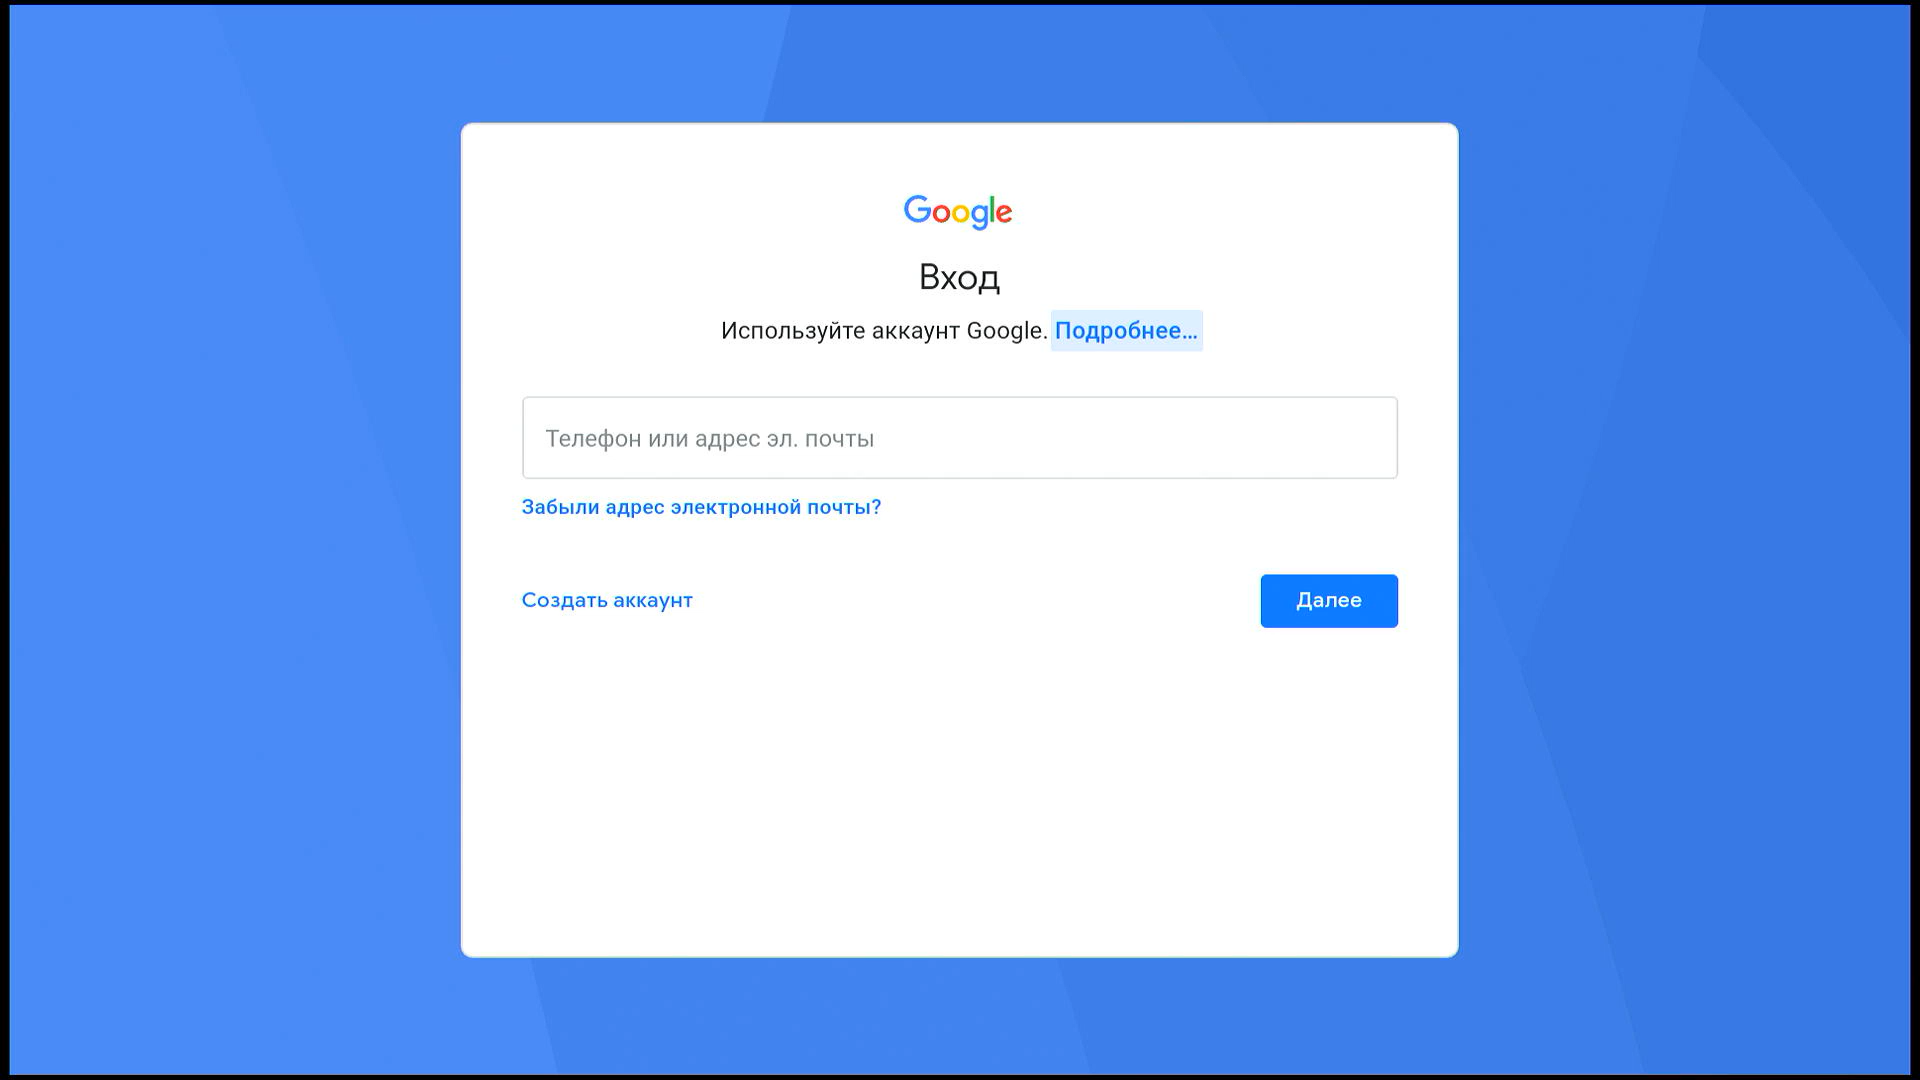 Google
Вход
Используйте аккаунт Google. Подробнее...
Телефон или адрес эл. почты
Забыли адрес электронной почты?
Создать аккаунт
Далее